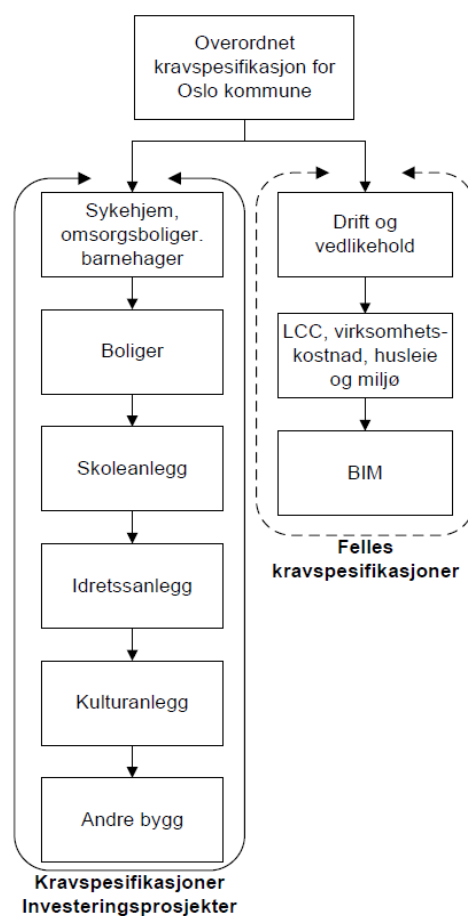 Overordnet
kravspesifikasjon for
Oslo kommune
Sykehjem,
omsorgsboliger.
barnehager
Boliger
Skoleanlegg
Idretssanlegg
Kulturanlegg
Andre bygg
Kravspesifikasjoner
Investeringsprosjekter
Drift og
vedlikehold
LCC, virksomhets-
kostnad, husleie
og miljø
BIM
Felles
kravspesifikasjoner